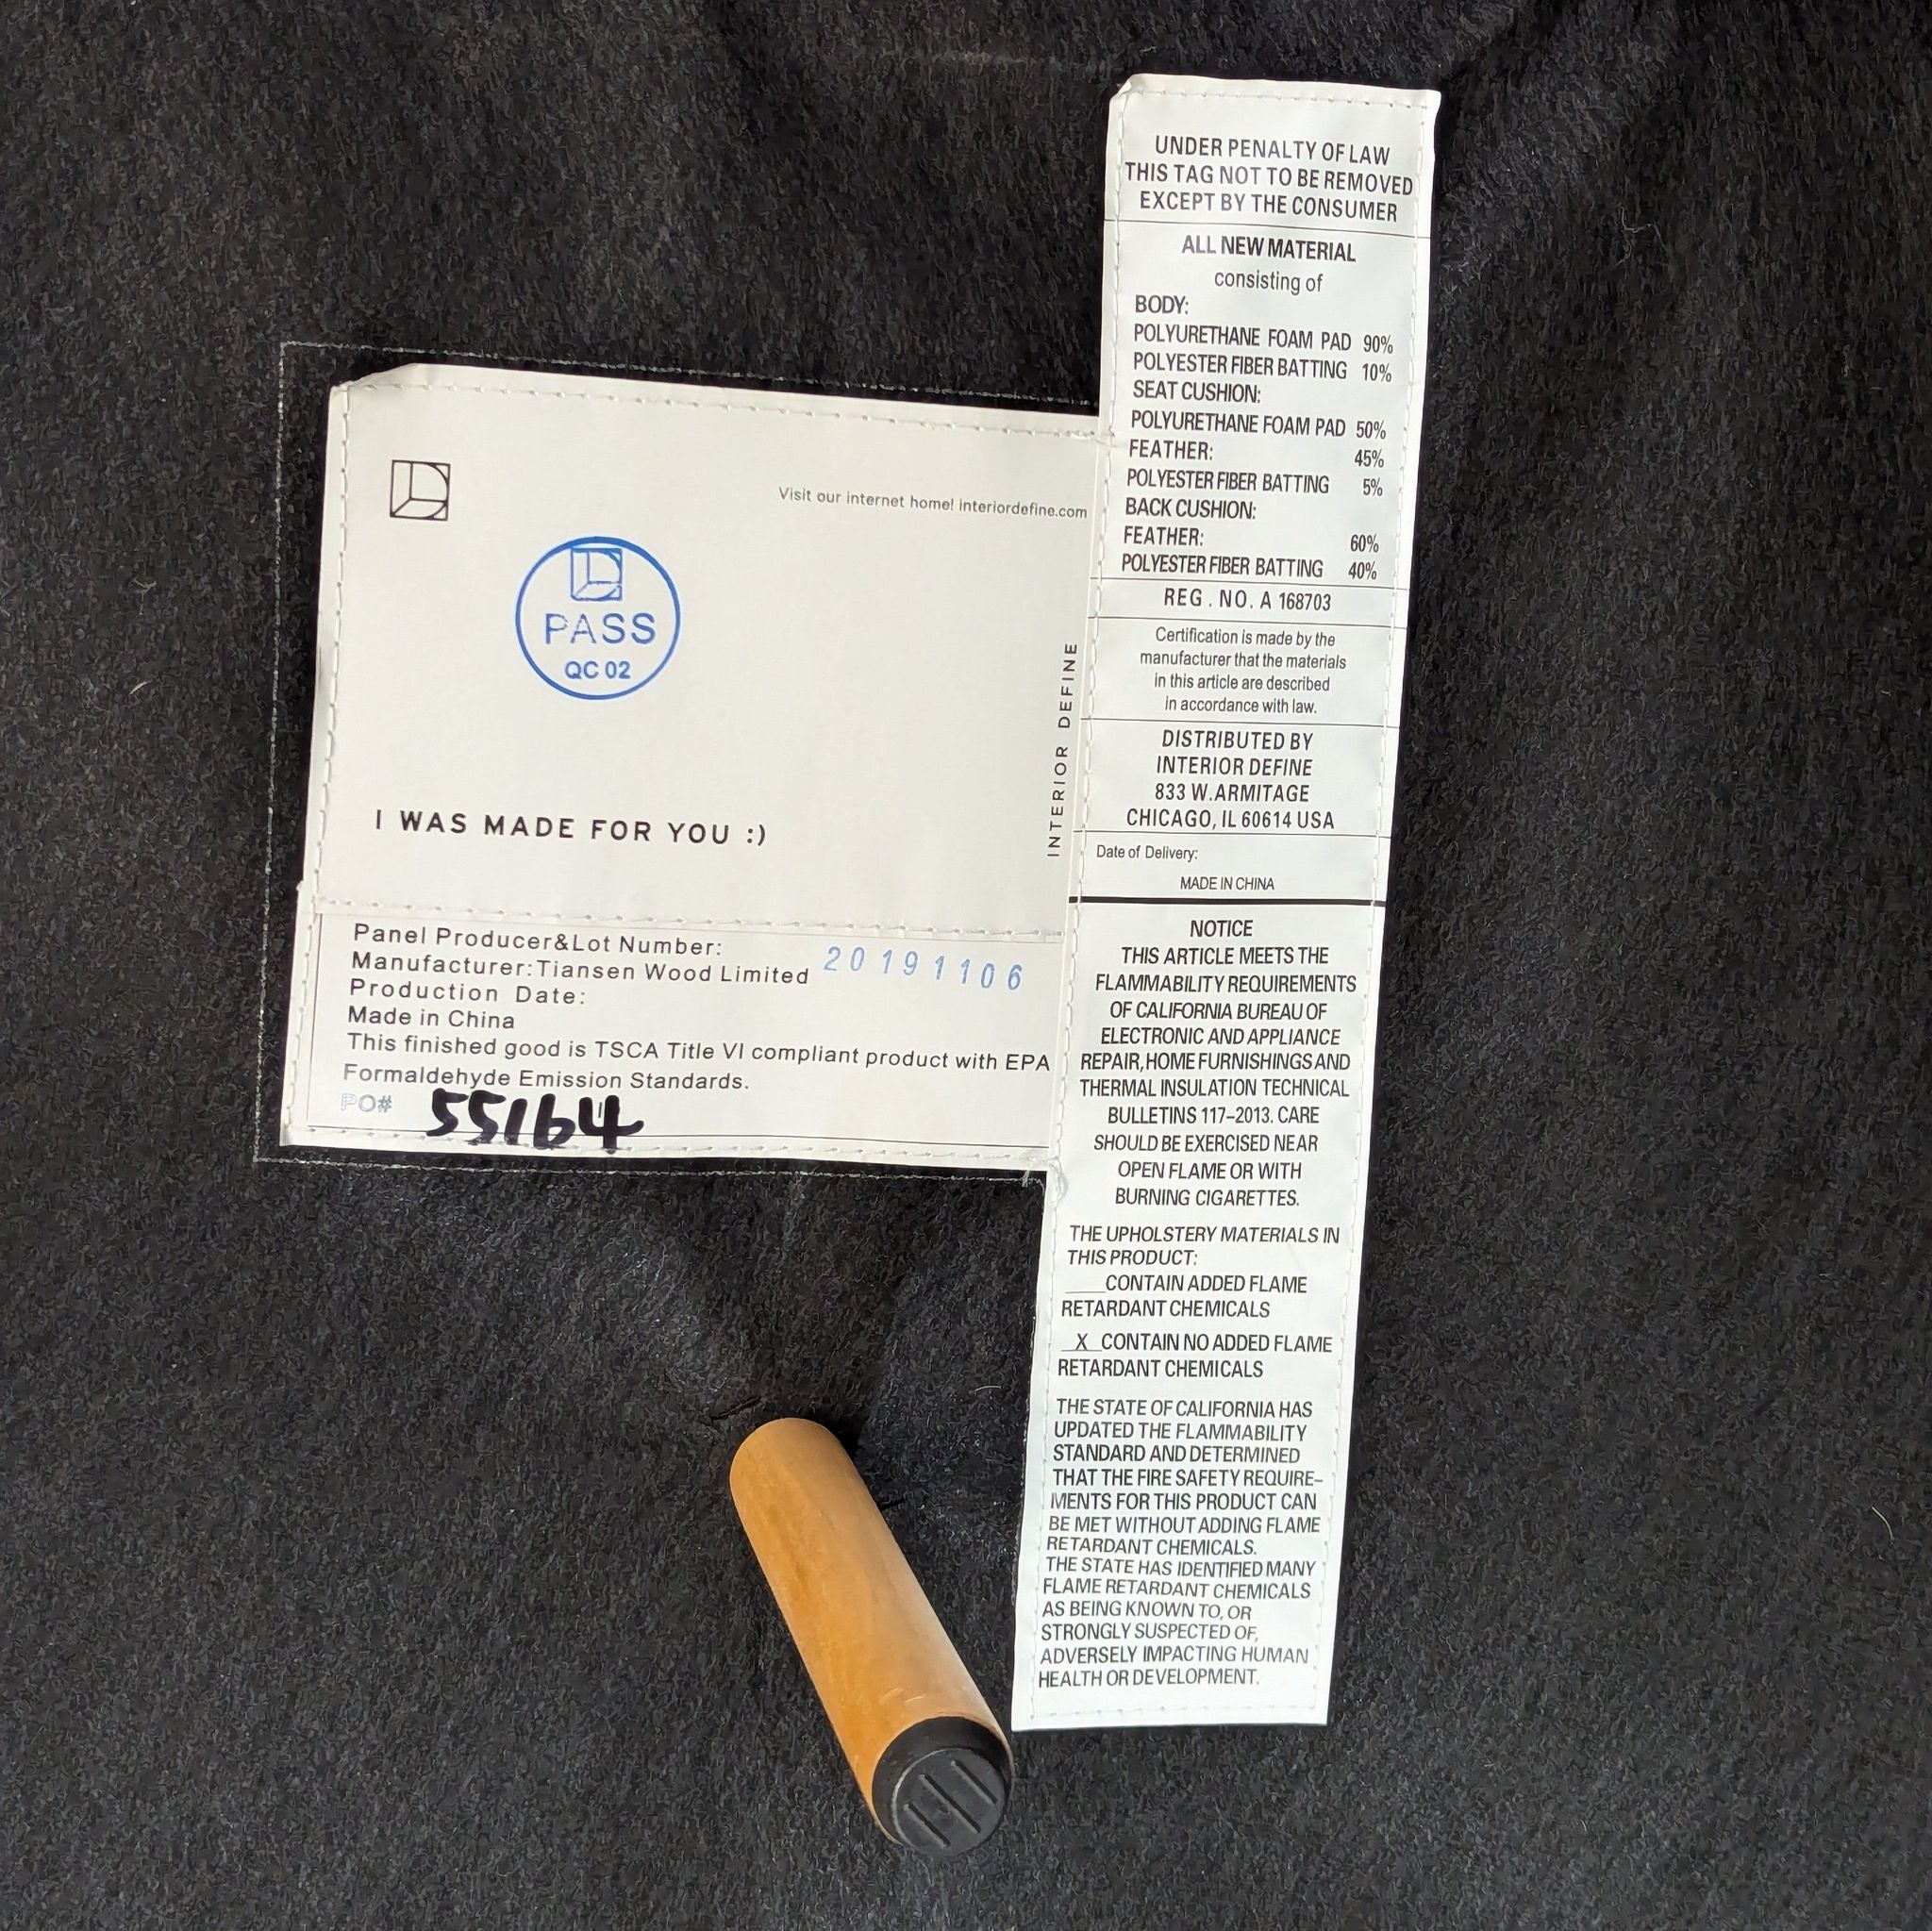 Visit our internet home! interiordefine.com
PASS
QC 02
I WAS MADE FOR YOU :)
INTERIOR DEFINE
Panel Producer&Lot Number:
Manufacturer:Tiansen Wood Limited 20191106
Production Date:
Made in China
This finished good is TSCA Title VI compliant product with EPA
Formaldehyde Emission Standards.
PO# 55164
UNDER PENALTY OF LAW
THIS TAG NOT TO BE REMOVED
EXCEPT BY THE CONSUMER
ALL NEW MATERIAL
consisting of
BODY:
POLYURETHANE FOAM PAD 90%
POLYESTER FIBER BATTING 10%
SEAT CUSHION:
POLYURETHANE FOAM PAD 50%
FEATHER: 45%
POLYESTER FIBER BATTING 5%
BACK CUSHION:
FEATHER: 60%
POLYESTER FIBER BATTING 40%
REG . NO. A 168703
Certification is made by the
manufacturer that the materials
in this article are described
in accordance with law.
DISTRIBUTED BY
INTERIOR DEFINE
833 W.ARMITAGE
CHICAGO, IL 60614 USA
Date of Delivery:
MADE IN CHINA
NOTICE
THIS ARTICLE MEETS THE
FLAMMABILITY REQUIREMENTS
OF CALIFORNIA BUREAU OF
ELECTRONIC AND APPLIANCE
REPAIR, HOME FURNISHINGS AND
THERMAL INSULATION TECHNICAL
BULLETINS 117-2013. CARE
SHOULD BE EXERCISED NEAR
OPEN FLAME OR WITH
BURNING CIGARETTES.
THE UPHOLSTERY MATERIALS IN
THIS PRODUCT:
____CONTAIN ADDED FLAME
RETARDANT CHEMICALS
_X_CONTAIN NO ADDED FLAME
RETARDANT CHEMICALS
THE STATE OF CALIFORNIA HAS
UPDATED THE FLAMMABILITY
STANDARD AND DETERMINED
THAT THE FIRE SAFETY REQUIRE-
MENTS FOR THIS PRODUCT CAN
BE MET WITHOUT ADDING FLAME
RETARDANT CHEMICALS.
THE STATE HAS IDENTIFIED MANY
FLAME RETARDANT CHEMICALS
AS BEING KNOWN TO, OR
STRONGLY SUSPECTED OF,
ADVERSELY IMPACTING HUMAN
HEALTH OR DEVELOPMENT.